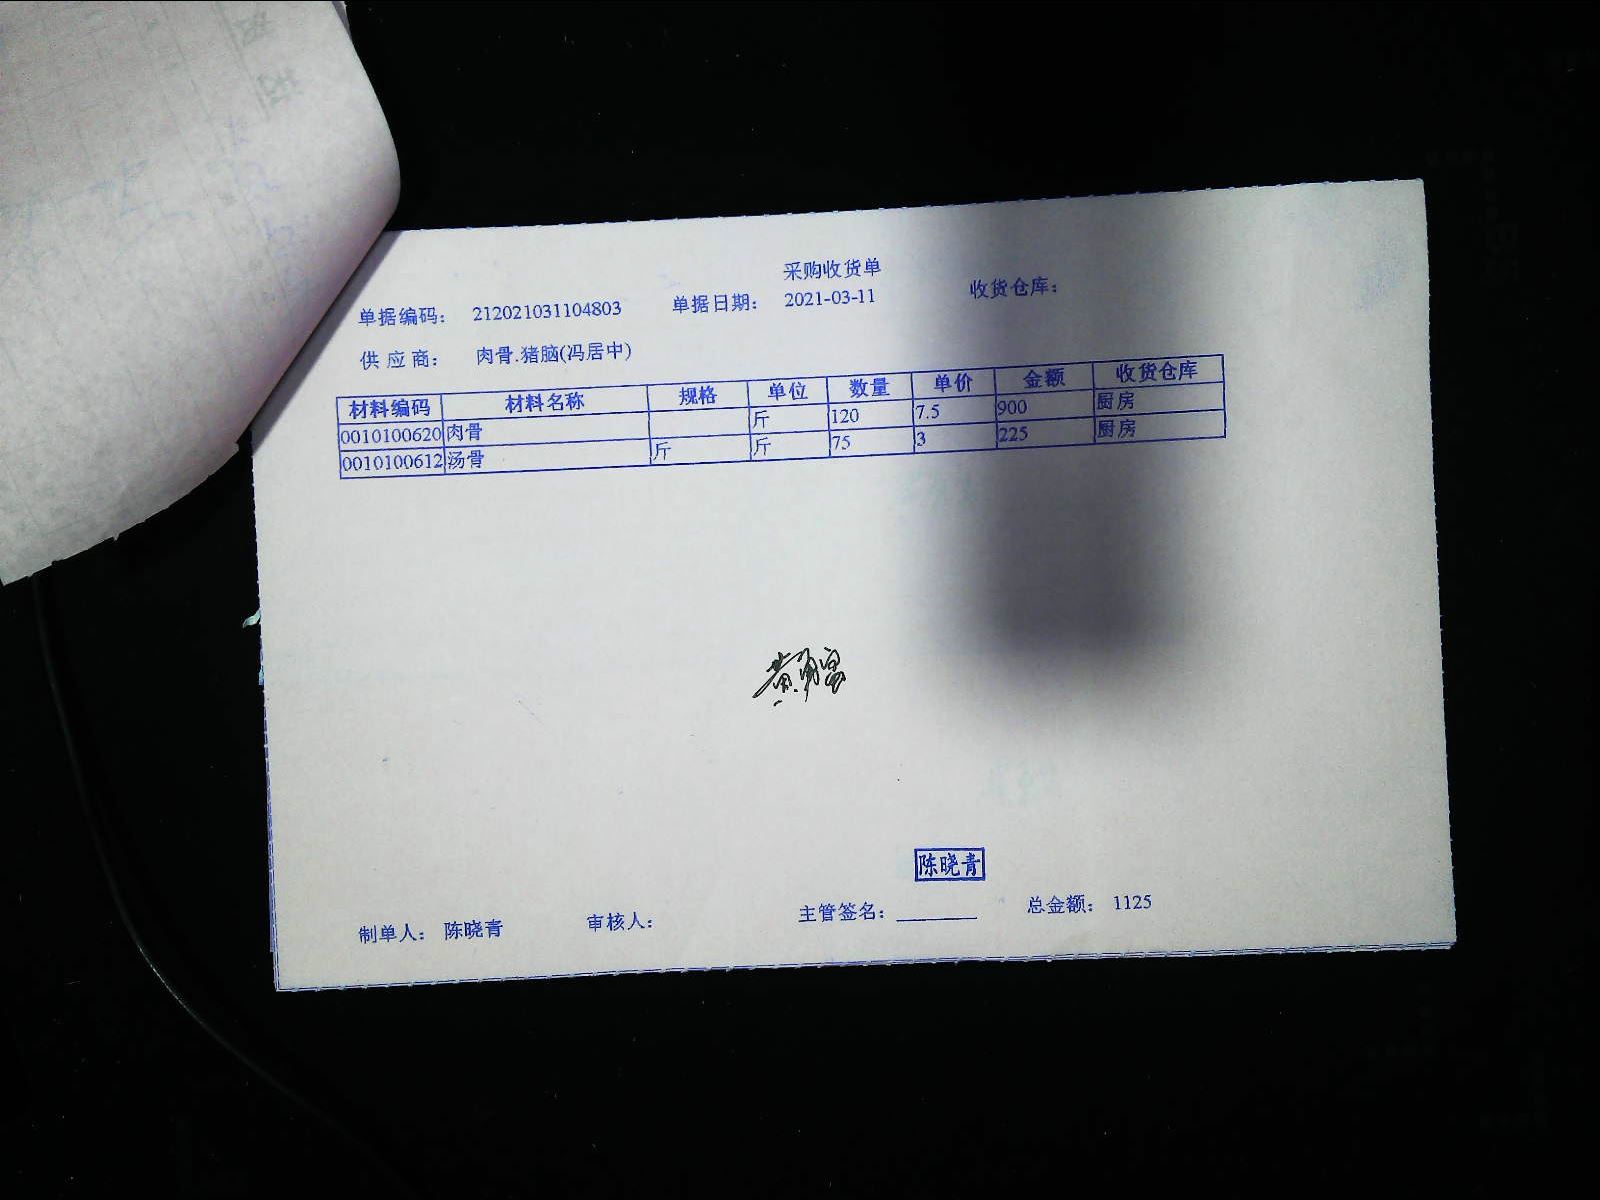 采购收货单
单据编码： 212021031104803 单据日期： 2021-03-11 收货仓库：
供应商： 肉骨.猪脑(冯居中)
材料编码 材料名称 规格 单位 数量 单价 金额 收货仓库
0010100620 肉骨 斤 120 7.5 900 厨房
0010100612 汤骨 斤 斤 75 3 225 厨房
黄勇富
陈晓青
制单人： 陈晓青 审核人： 主管签名： 总金额： 1125